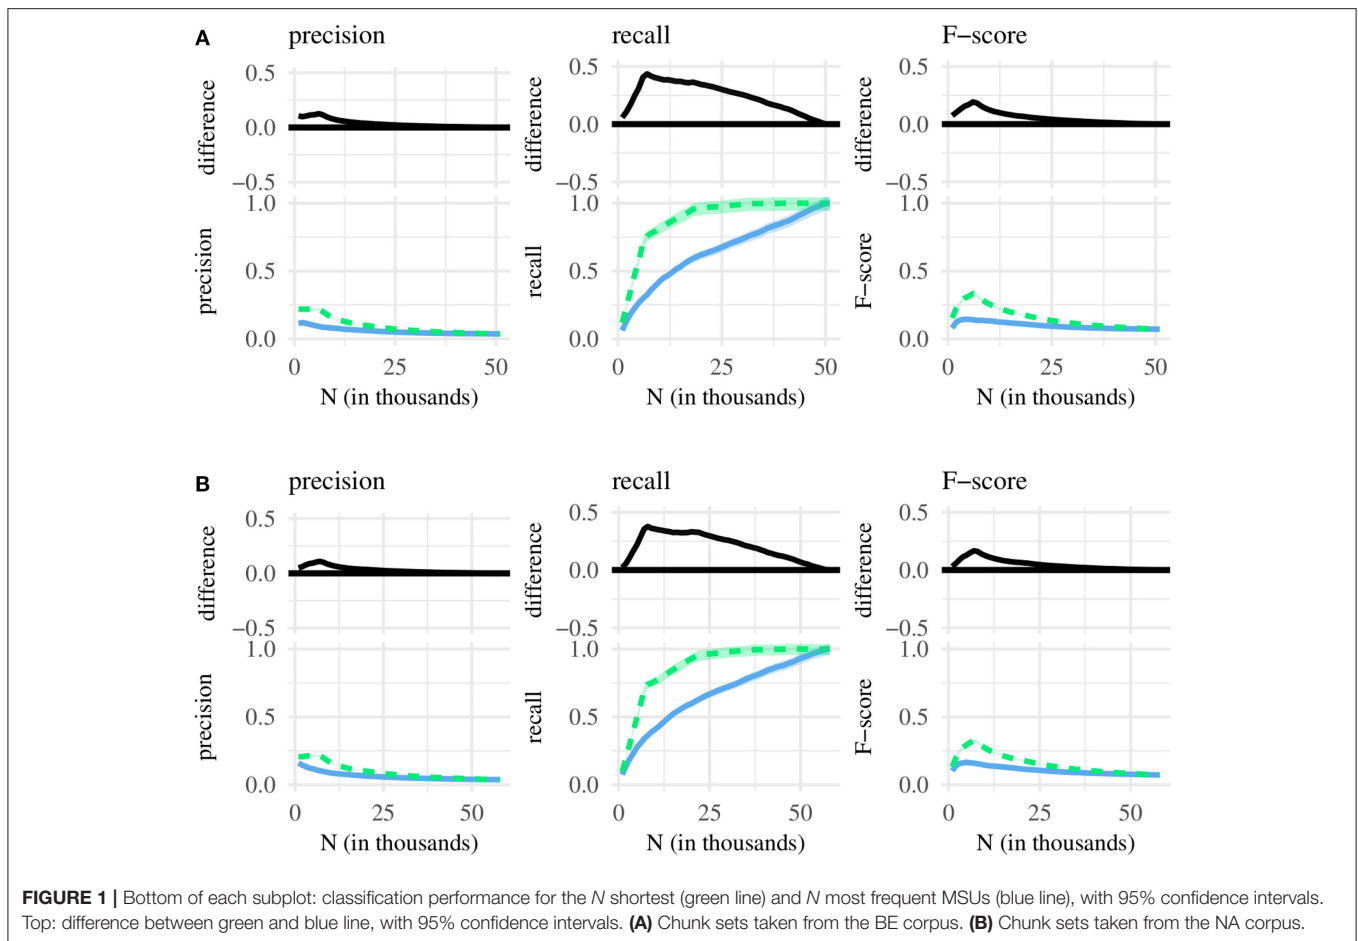 A
precision
recall
F−score
difference
0.5
0.0
−0.5
difference
0.5
0.0
−0.5
difference
0.5
0.0
−0.5
precision
1.0
0.5
0.0
recall
1.0
0.5
0.0
F−score
1.0
0.5
0.0
0 25 50
0 25 50
0 25 50
N (in thousands)
N (in thousands)
N (in thousands)
B
precision
recall
F−score
difference
0.5
0.0
−0.5
difference
0.5
0.0
−0.5
difference
0.5
0.0
−0.5
precision
1.0
0.5
0.0
recall
1.0
0.5
0.0
F−score
1.0
0.5
0.0
0 25 50
0 25 50
0 25 50
N (in thousands)
N (in thousands)
N (in thousands)
FIGURE 1 | Bottom of each subplot: classification performance for the N shortest (green line) and N most frequent MSUs (blue line), with 95% confidence intervals.
Top: difference between green and blue line, with 95% confidence intervals. (A) Chunk sets taken from the BE corpus. (B) Chunk sets taken from the NA corpus.